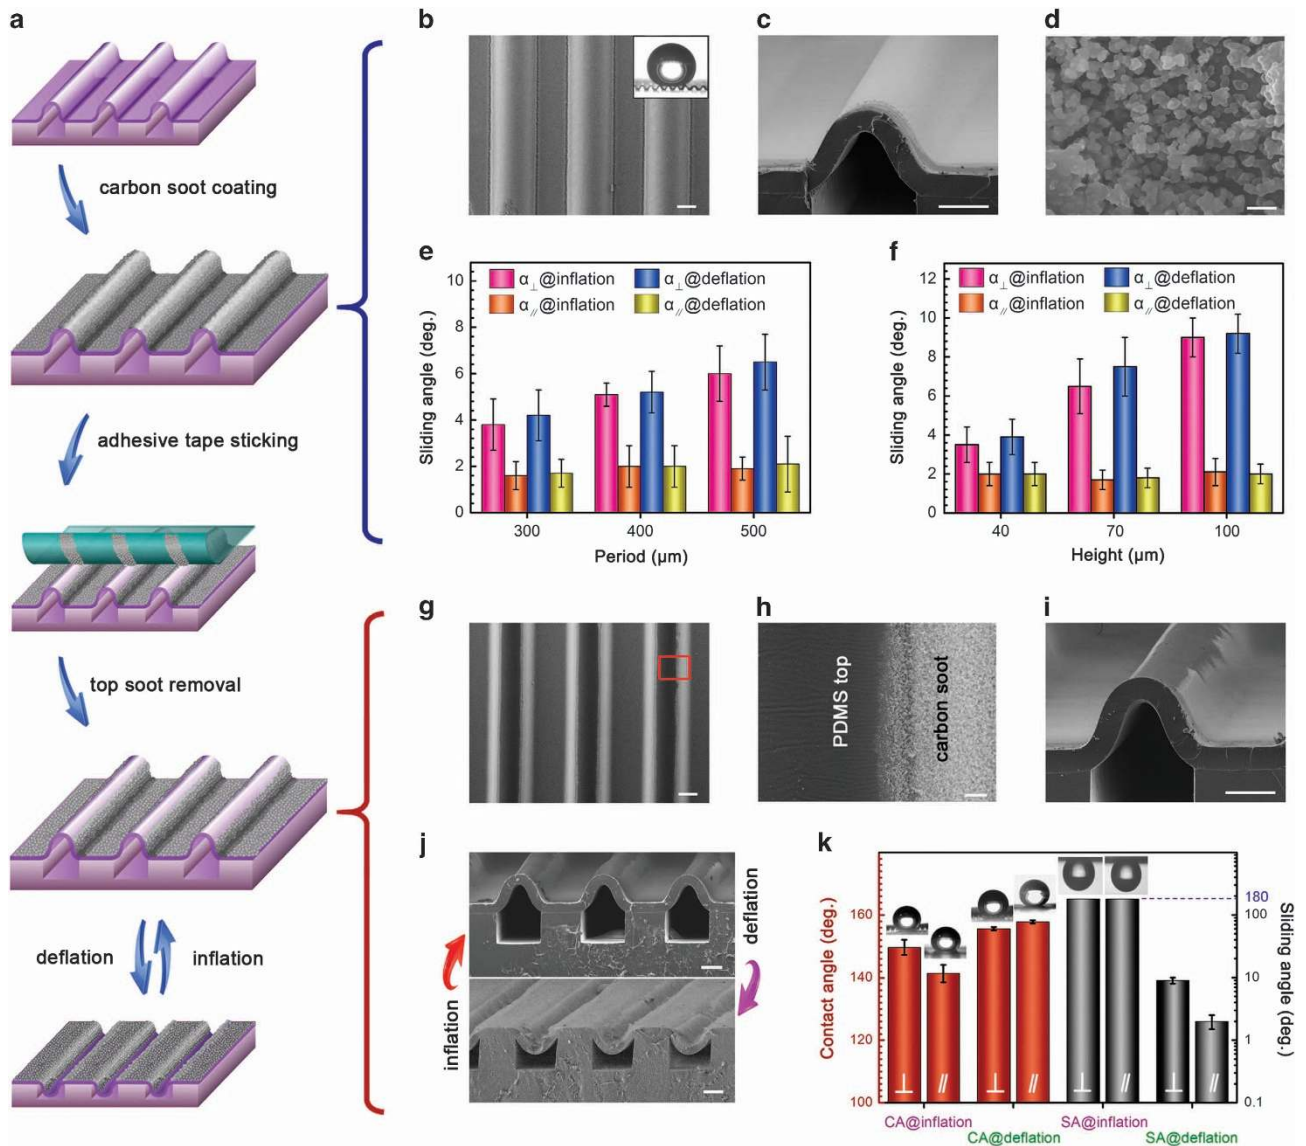 a
carbon soot coating
adhesive tape sticking
top soot removal
deflation
inflation
b
c
d
e
α⊥@inflation
α⊥@deflation
α//@inflation
α//@deflation
Sliding angle (deg.)
10
8
6
4
2
0
300
400
500
Period (μm)
f
α⊥@inflation
α⊥@deflation
α//@inflation
α//@deflation
Sliding angle (deg.)
12
10
8
6
4
2
0
40
70
100
Height (μm)
g
h
PDMS top
carbon soot
i
j
inflation
deflation
k
Contact angle (deg.)
160
140
120
100
⊥
//
⊥
//
⊥
//
⊥
//
180
100
10
1
0.1
Sliding angle (deg.)
CA@inflation
CA@deflation
SA@inflation
SA@deflation